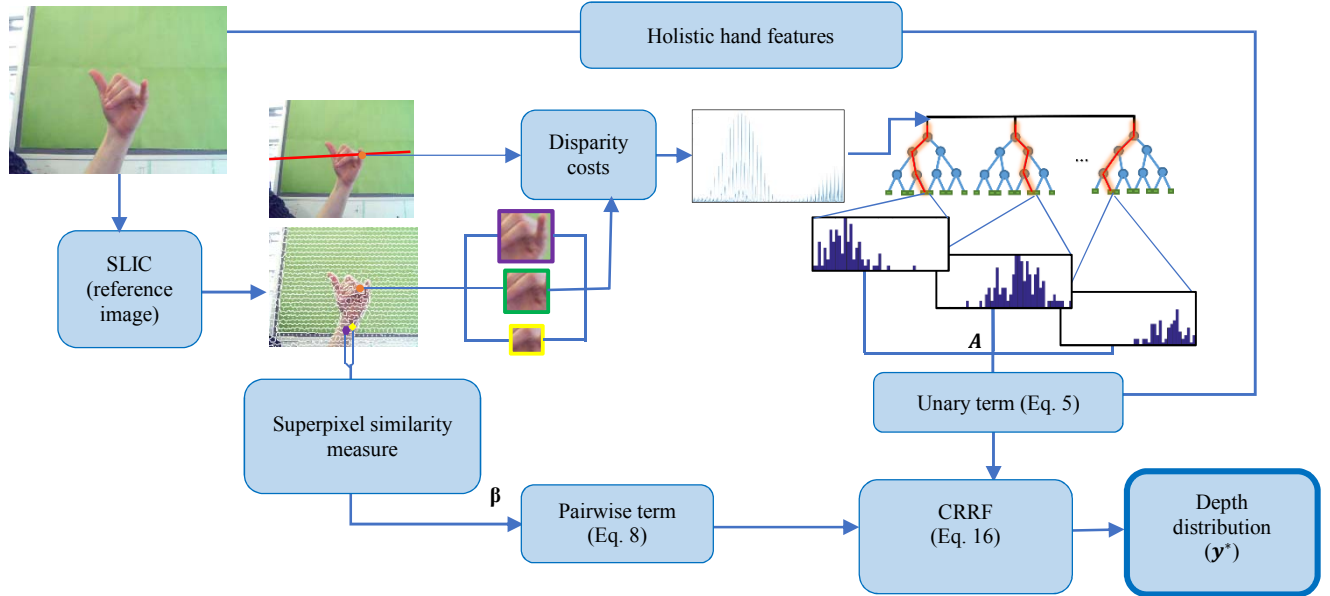 Holistic hand features
Disparity
costs
...
SLIC
(reference
image)
A
Unary term (Eq. 5)
Superpixel similarity
measure
β
Pairwise term
(Eq. 8)
CRRF
(Eq. 16)
Depth
distribution
(y*)